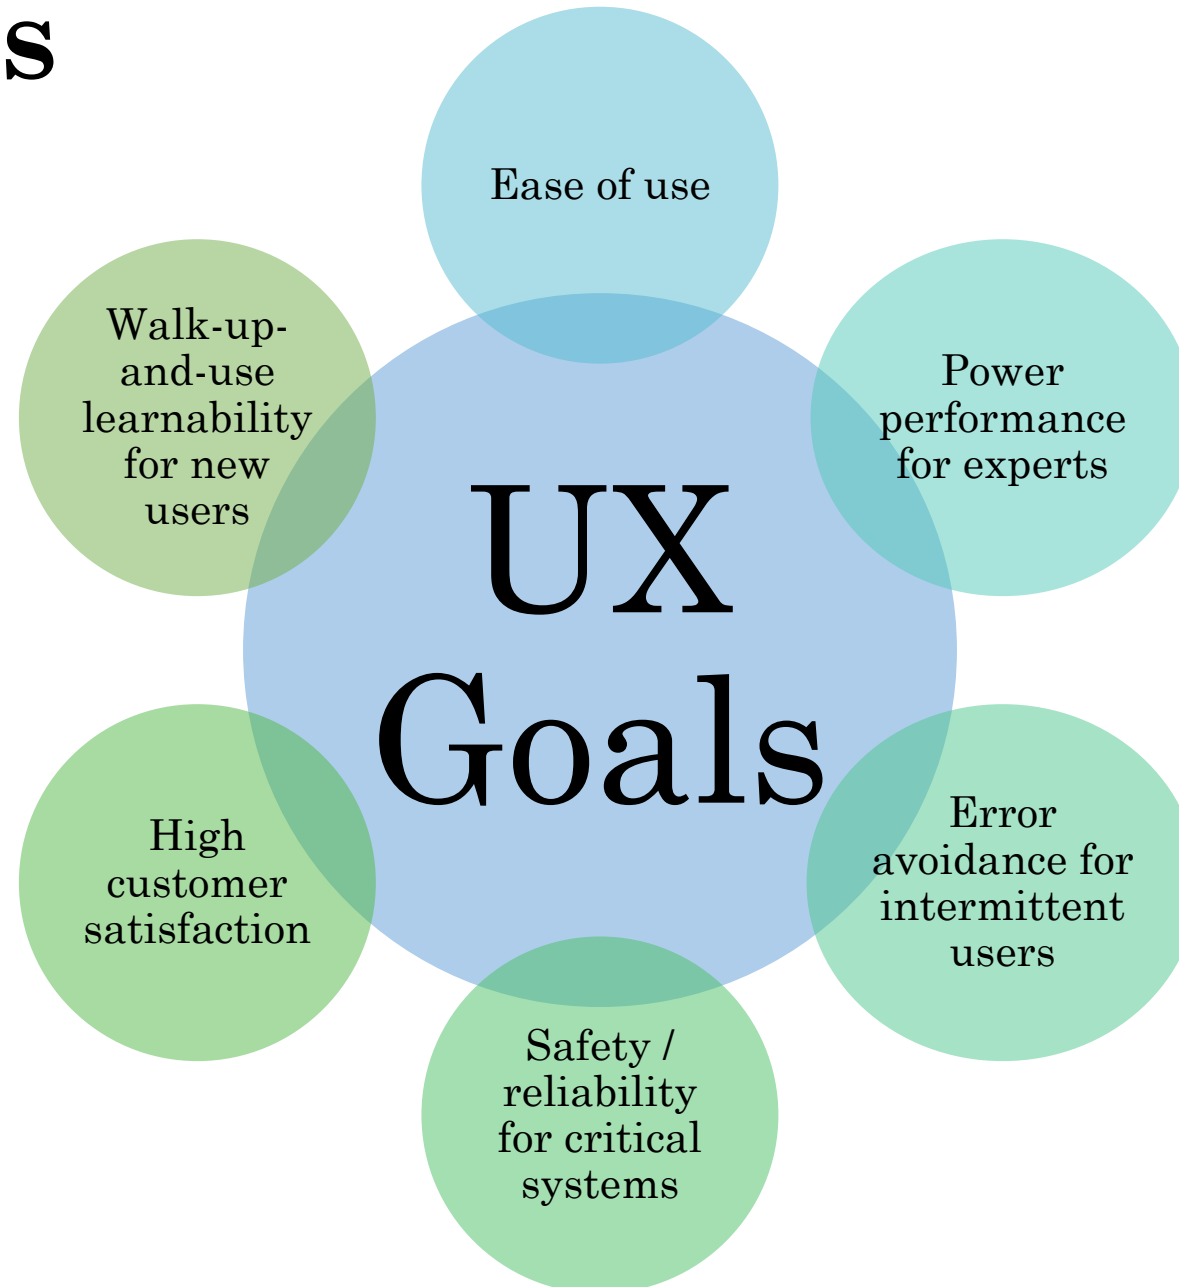 s
Ease of use
Power
performance
for experts
Error
avoidance for
intermittent
users
Safety /
reliability
for critical
systems
High
customer
satisfaction
Walk-up-
and-use
learnability
for new
users
UX
Goals